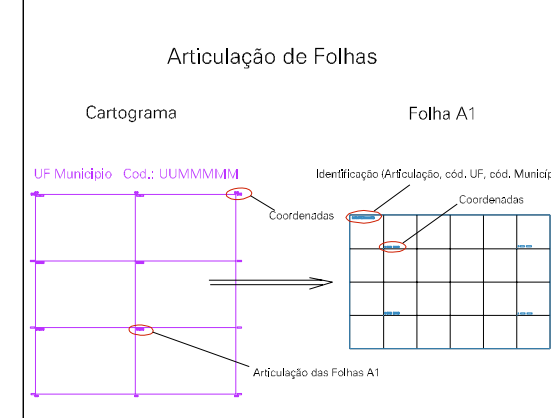 Articulação de Folhas
Cartograma
Folha A1
UF Municipio Cod.: UUMMMMM
Identificação (Articulação, cód. UF, cód. Municíp
Coordenadas
Coordenadas
Articulação das Folhas A1